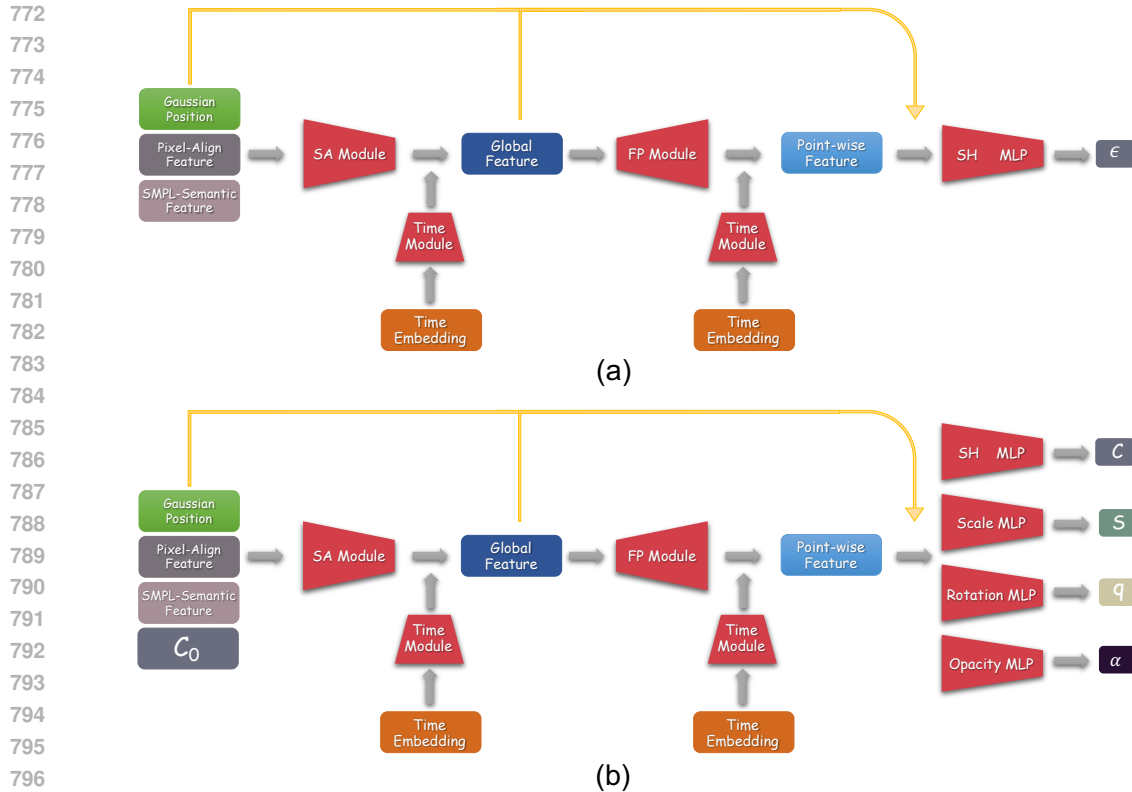 772
773
774
775
776
777
778
779
780
781
782
783
784
785
786
787
788
789
790
791
792
793
794
795
796
Gaussian
Position
Pixel-Align
Feature
SMPL-Semantic
Feature
SA Module
Time
Module
Time
Embedding
Global
Feature
FP Module
Time
Module
Time
Embedding
Point-wise
Feature
SH MLP
ϵ
(a)
Gaussian
Position
Pixel-Align
Feature
SMPL-Semantic
Feature
C0
SA Module
Time
Module
Time
Embedding
Global
Feature
FP Module
Time
Module
Time
Embedding
Point-wise
Feature
SH MLP
C
Scale MLP
S
Rotation MLP
q
Opacity MLP
α
(b)